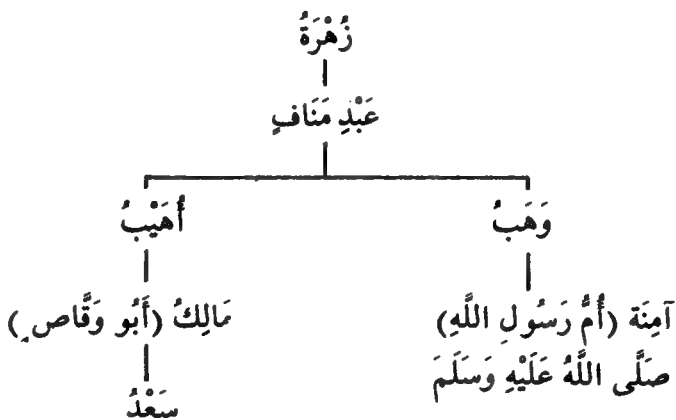 زُهْرَةُ
عَبْدِ مَنَافٍ
وَهَبُ
أُهَيْبُ
آمِنَة (أُمُّ رَسُولِ اللَّهِ)
مَالِكُ (أَبُو وَقَّاصٍ)
صَلَّى اللَّهُ عَلَيْهِ وَسَلَّمَ
سَعْدُ